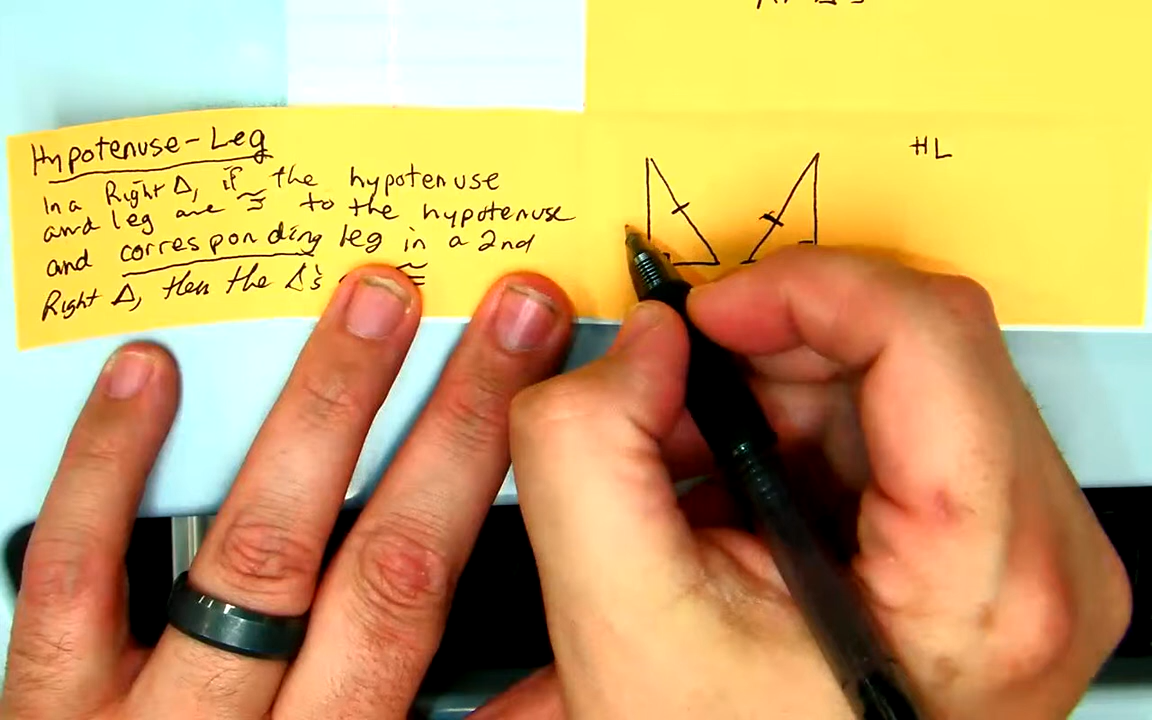 Hypotenuse-Leg
In a Right Δ, if the hypotenuse
and leg are ≅ to the hypotenuse
and corresponding leg in a 2nd
Right Δ, then the Δ's ≅
HL